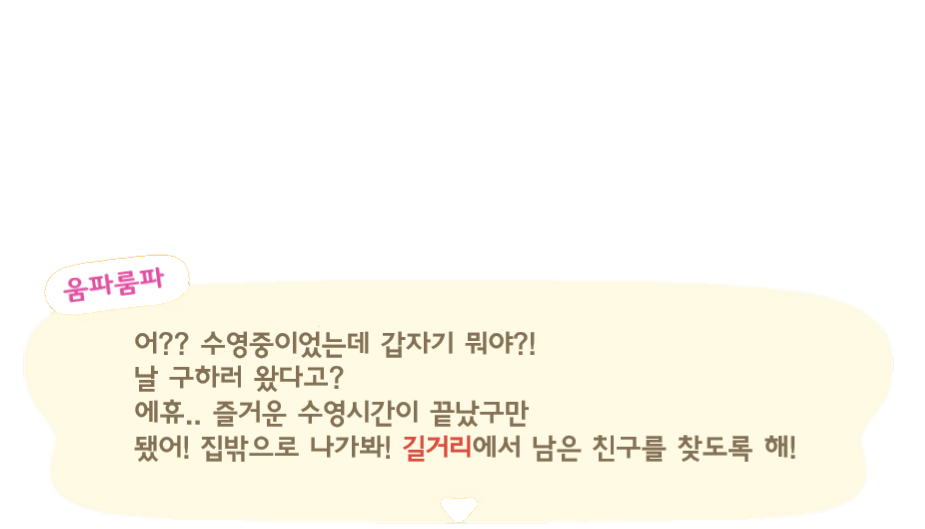 움파룸파
어?? 수영중이었는데 갑자기 뭐야?!
날 구하러 왔다고?
에휴.. 즐거운 수영시간이 끝났구만
됐어! 집밖으로 나가봐! 길거리에서 남은 친구를 찾도록 해!